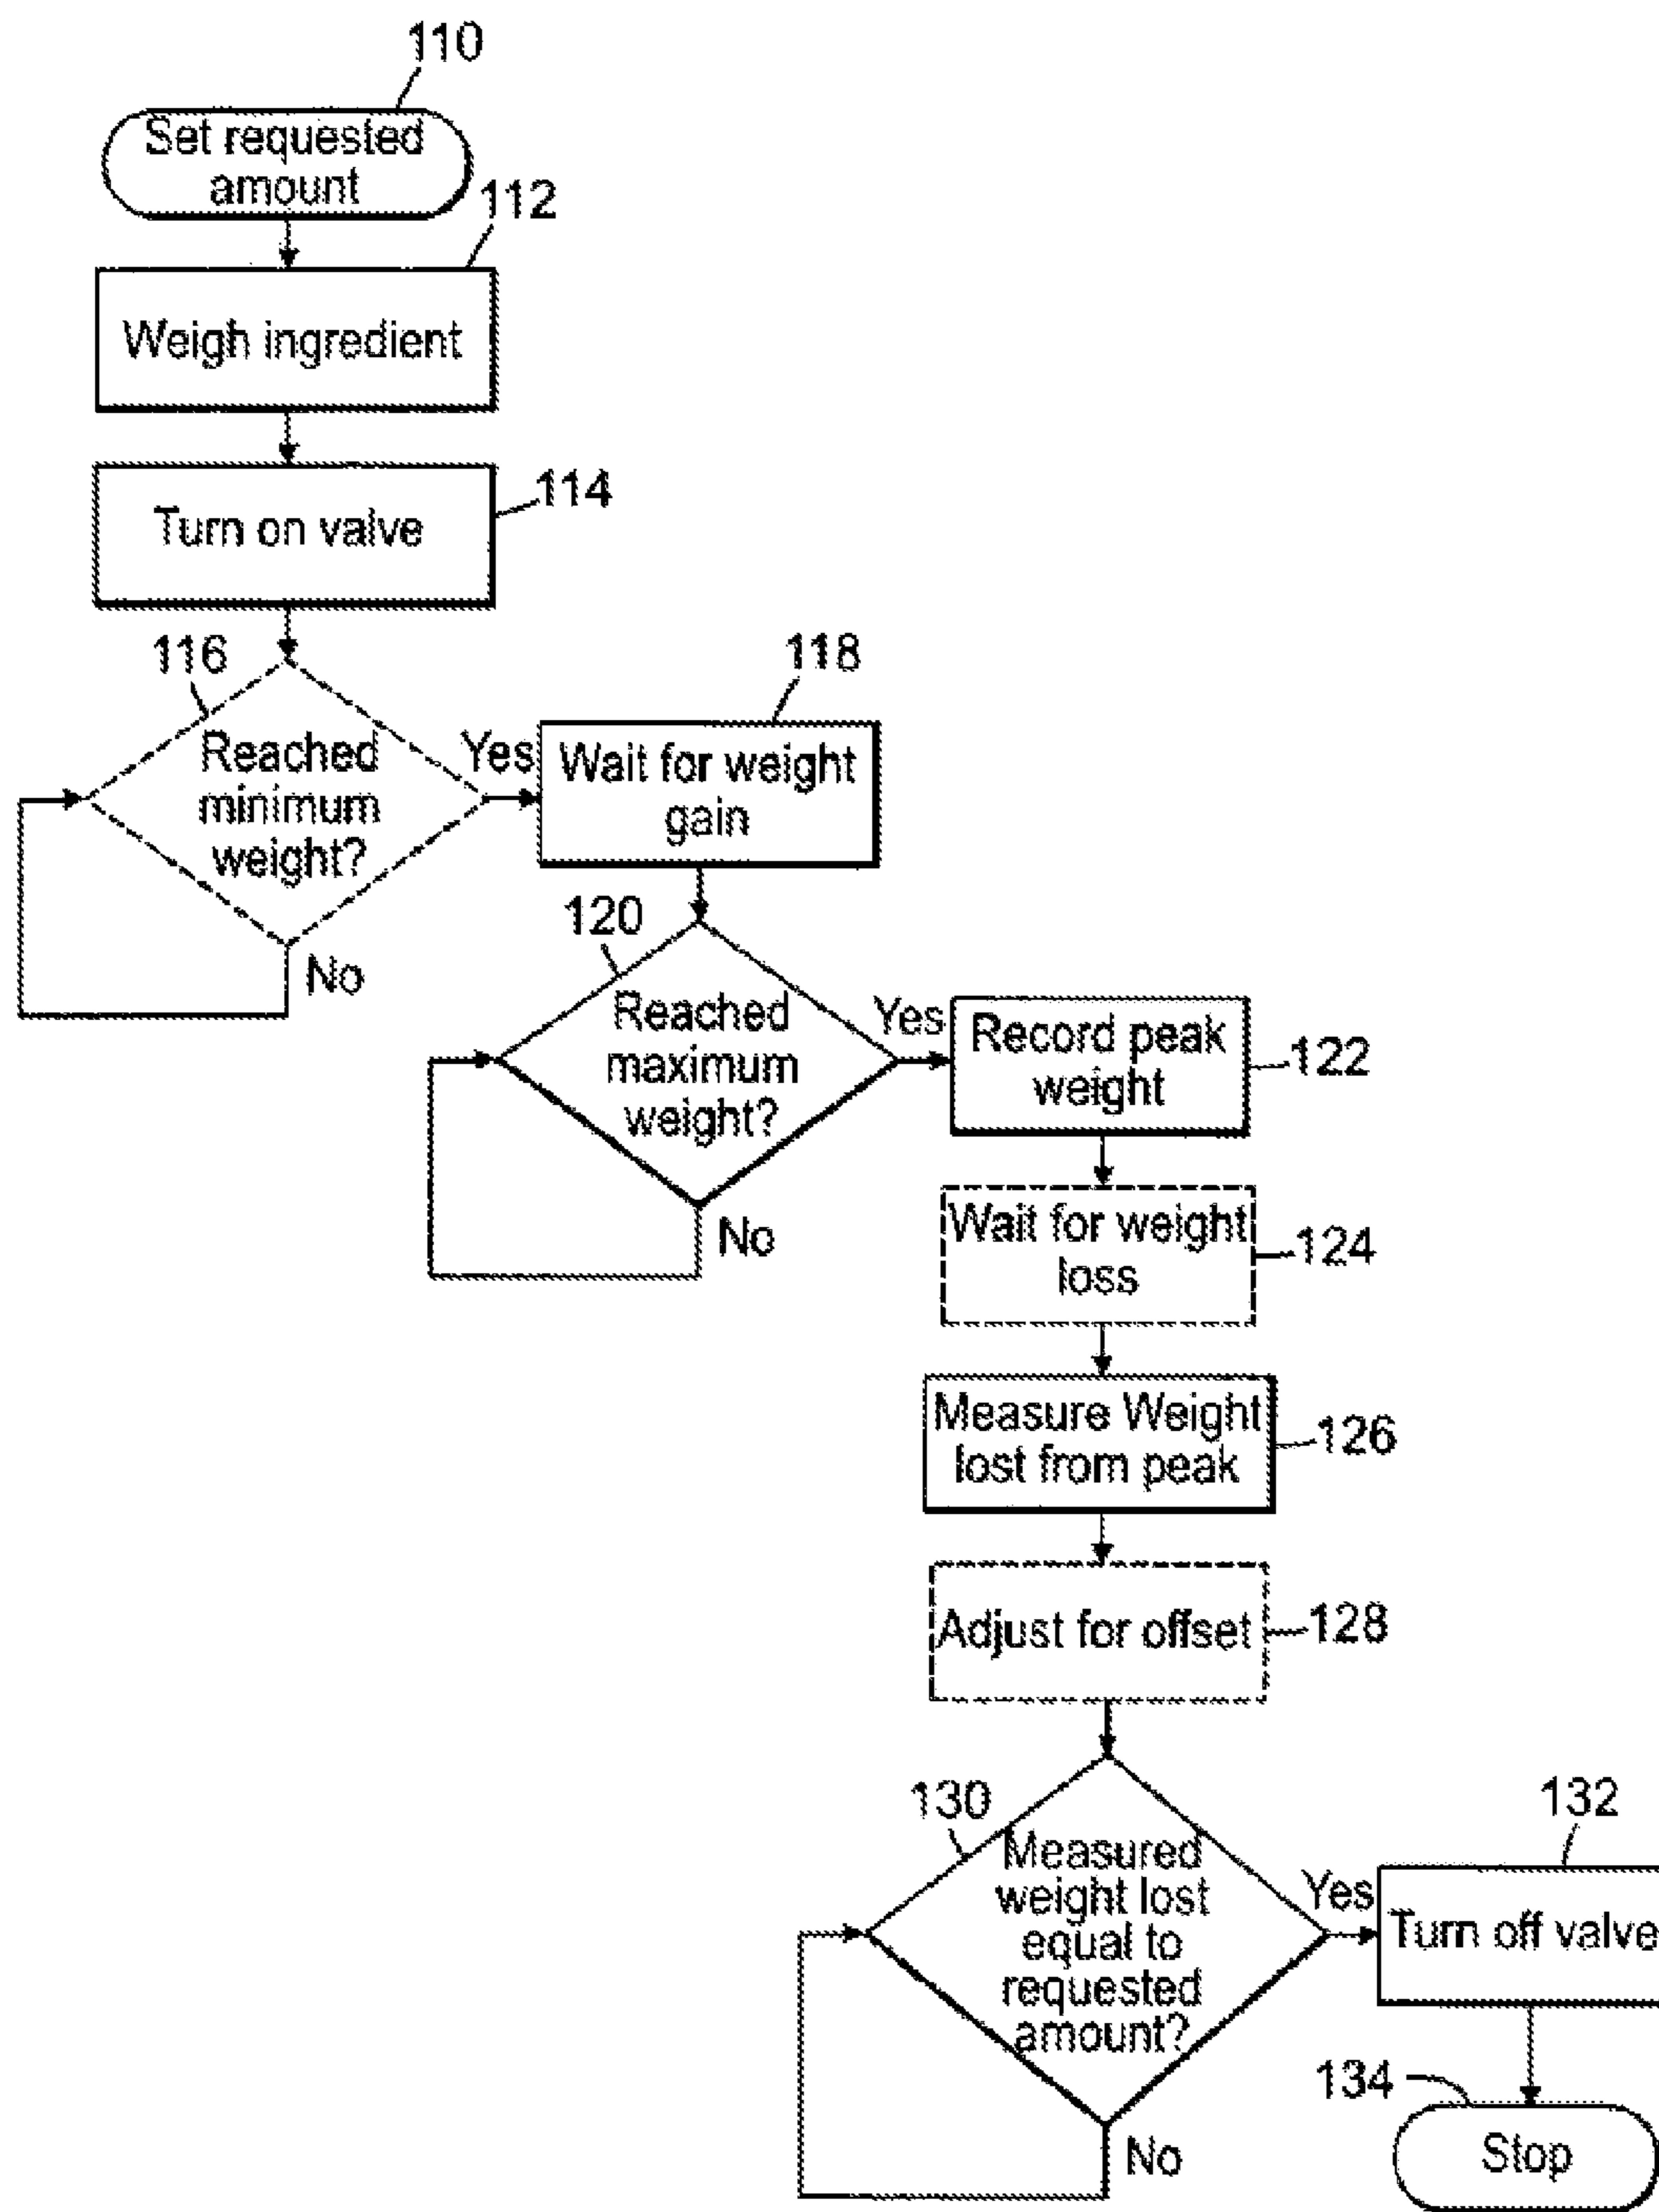 110
Set requested
amount
112
Weigh ingredient
114
Turn on valve
116
Reached
minimum
weight?
Yes
No
118
Wait for weight
gain
120
Reached
maximum
weight?
Yes
No
Record peak
weight
122
Wait for weight
loss
124
Measure Weight
lost from peak
126
Adjust for offset
128
130
Measured
weight lost
equal to
requested
amount?
Yes
No
132
Turn off valve
134
Stop